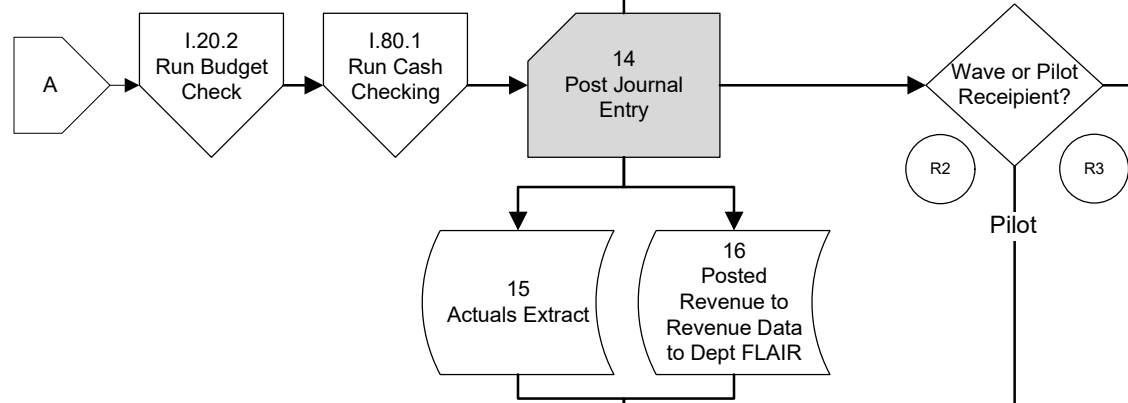 A
I.20.2
Run Budget
Check
I.80.1
Run Cash
Checking
14
Post Journal
Entry
Wave or Pilot
Receipient?
R2
R3
Pilot
15
Actuals Extract
16
Posted
Revenue to
Revenue Data
to Dept FLAIR